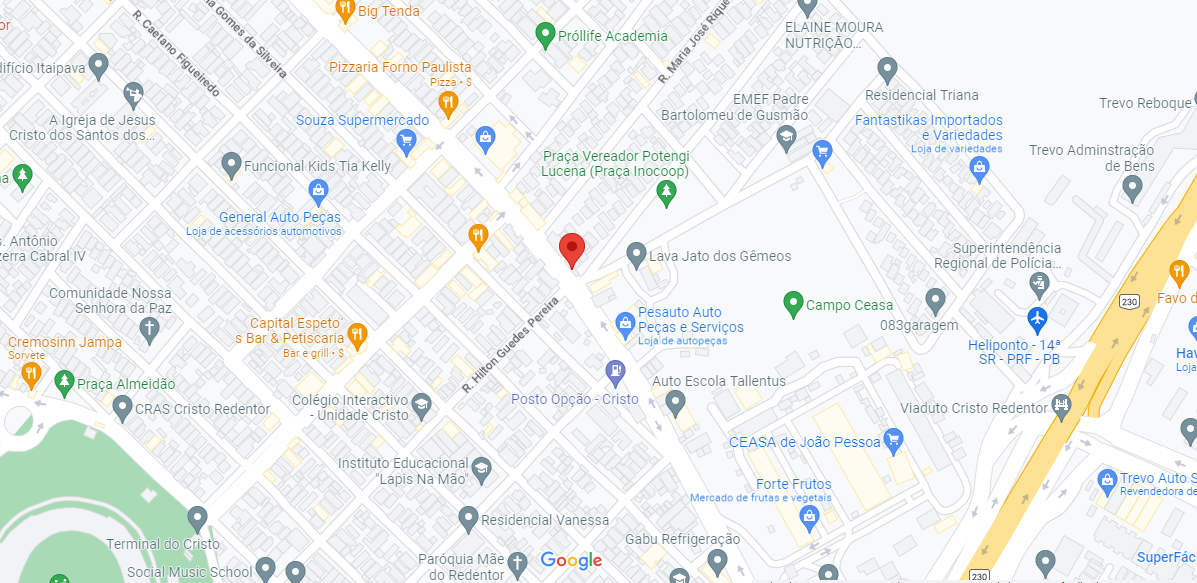 Big Tenda
R. Caetano Figueiredo
Gomes da Silveira
Próllife Academia
R. Maria José Rique
ELAINE MOURA
NUTRIÇÃO...
Edifício Itaipava
Pizzaria Forno Paulista
Pizza · $
Residencial Triana
A Igreja de Jesus
Cristo dos Santos dos...
Souza Supermercado
EMEF Padre
Bartolomeu de Gusmão
Fantastikas Importados
e Variedades
Loja de variedades
Trevo Reboque
Trevo Adminstração
de Bens
Funcional Kids Tia Kelly
Praça Vereador Potengi
Lucena (Praça Inocoop)
General Auto Peças
Loja de acessórios automotivos
s. Antônio
zerra Cabral IV
Lava Jato dos Gêmeos
Superintendência
Regional de Polícia...
Comunidade Nossa
Senhora da Paz
R. Hilton Guedes Pereira
Pesauto Auto
Peças e Serviços
Loja de autopeças
Campo Ceasa
083garagem
230
Favo d
Capital Espeto´
s Bar & Petiscaria
Bar e grill · $
Cremosinn Jampa
Sorvete
Heliponto - 14ª
SR - PRF - PB
Hav
Loja
Praça Almeidão
CRAS Cristo Redentor
Colégio Interactivo
- Unidade Cristo
Posto Opção - Cristo
Auto Escola Tallentus
Viaduto Cristo Redentor
CEASA de João Pessoa
Instituto Educacional
"Lapis Na Mão"
Forte Frutos
Mercado de frutas e vegetais
Trevo Auto S
Revendedora de
Terminal do Cristo
Residencial Vanessa
Gabu Refrigeração
Social Music School
Paróquia Mãe
do Redentor
Google
230
SuperFác